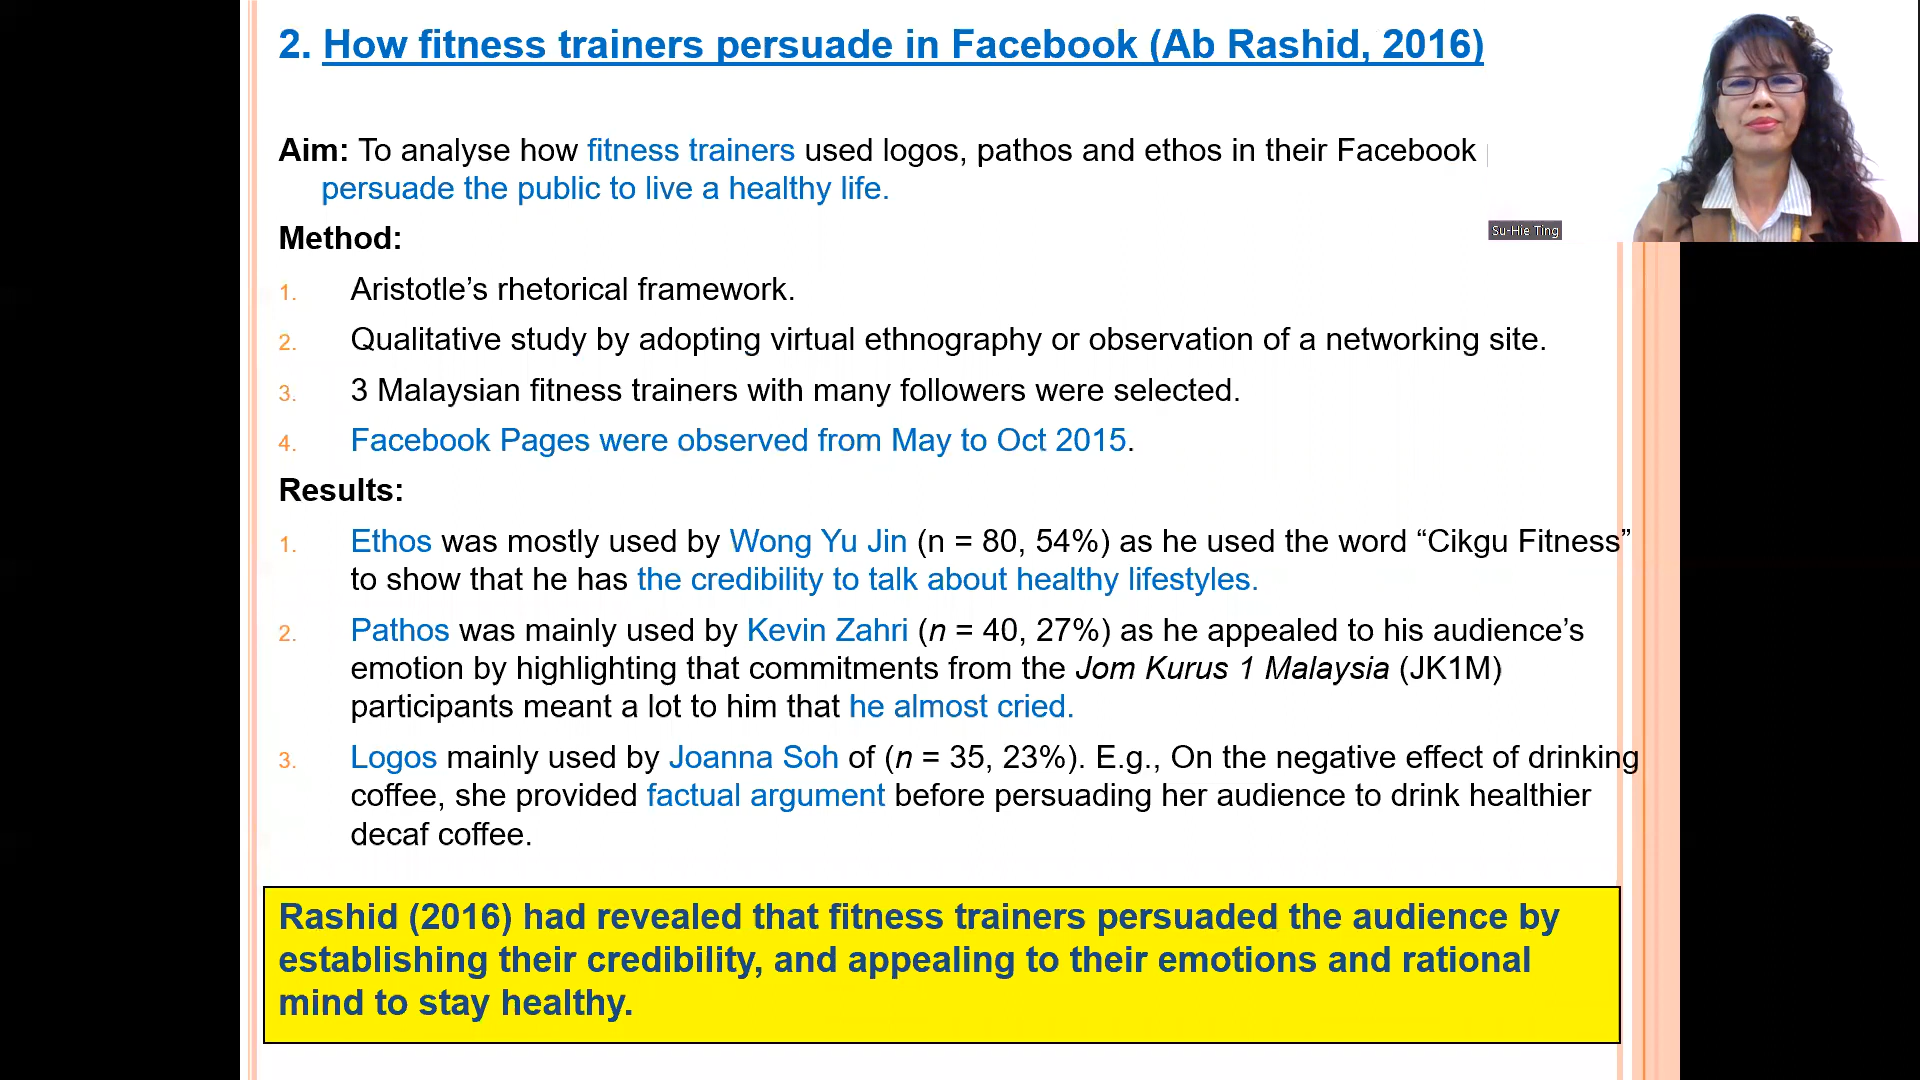 2. How fitness trainers persuade in Facebook (Ab Rashid, 2016)
Aim: To analyse how fitness trainers used logos, pathos and ethos in their Facebook
persuade the public to live a healthy life.
Su-Hie Ting
Method:
1. Aristotle’s rhetorical framework.
2. Qualitative study by adopting virtual ethnography or observation of a networking site.
3. 3 Malaysian fitness trainers with many followers were selected.
4. Facebook Pages were observed from May to Oct 2015.
Results:
1. Ethos was mostly used by Wong Yu Jin (n = 80, 54%) as he used the word “Cikgu Fitness”
to show that he has the credibility to talk about healthy lifestyles.
2. Pathos was mainly used by Kevin Zahri (n = 40, 27%) as he appealed to his audience’s
emotion by highlighting that commitments from the Jom Kurus 1 Malaysia (JK1M)
participants meant a lot to him that he almost cried.
3. Logos mainly used by Joanna Soh of (n = 35, 23%). E.g., On the negative effect of drinking
coffee, she provided factual argument before persuading her audience to drink healthier
decaf coffee.
Rashid (2016) had revealed that fitness trainers persuaded the audience by
establishing their credibility, and appealing to their emotions and rational
mind to stay healthy.